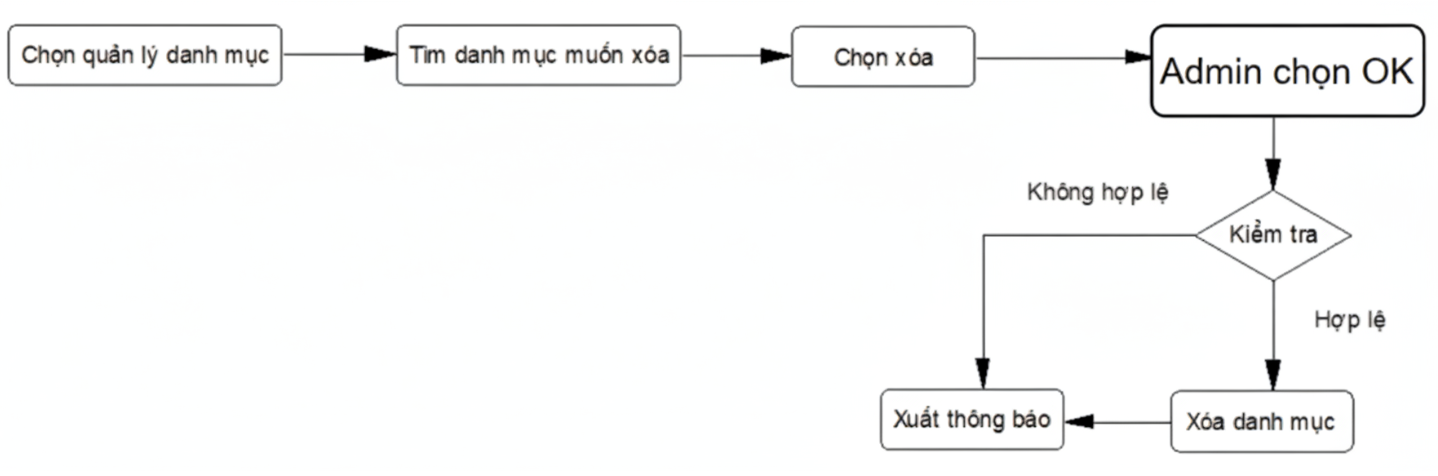 Chọn quản lý danh mục
Tìm danh mục muốn xóa
Chọn xóa
Admin chọn OK
Không hợp lệ
Kiểm tra
Hợp lệ
Xuất thông báo
Xóa danh mục